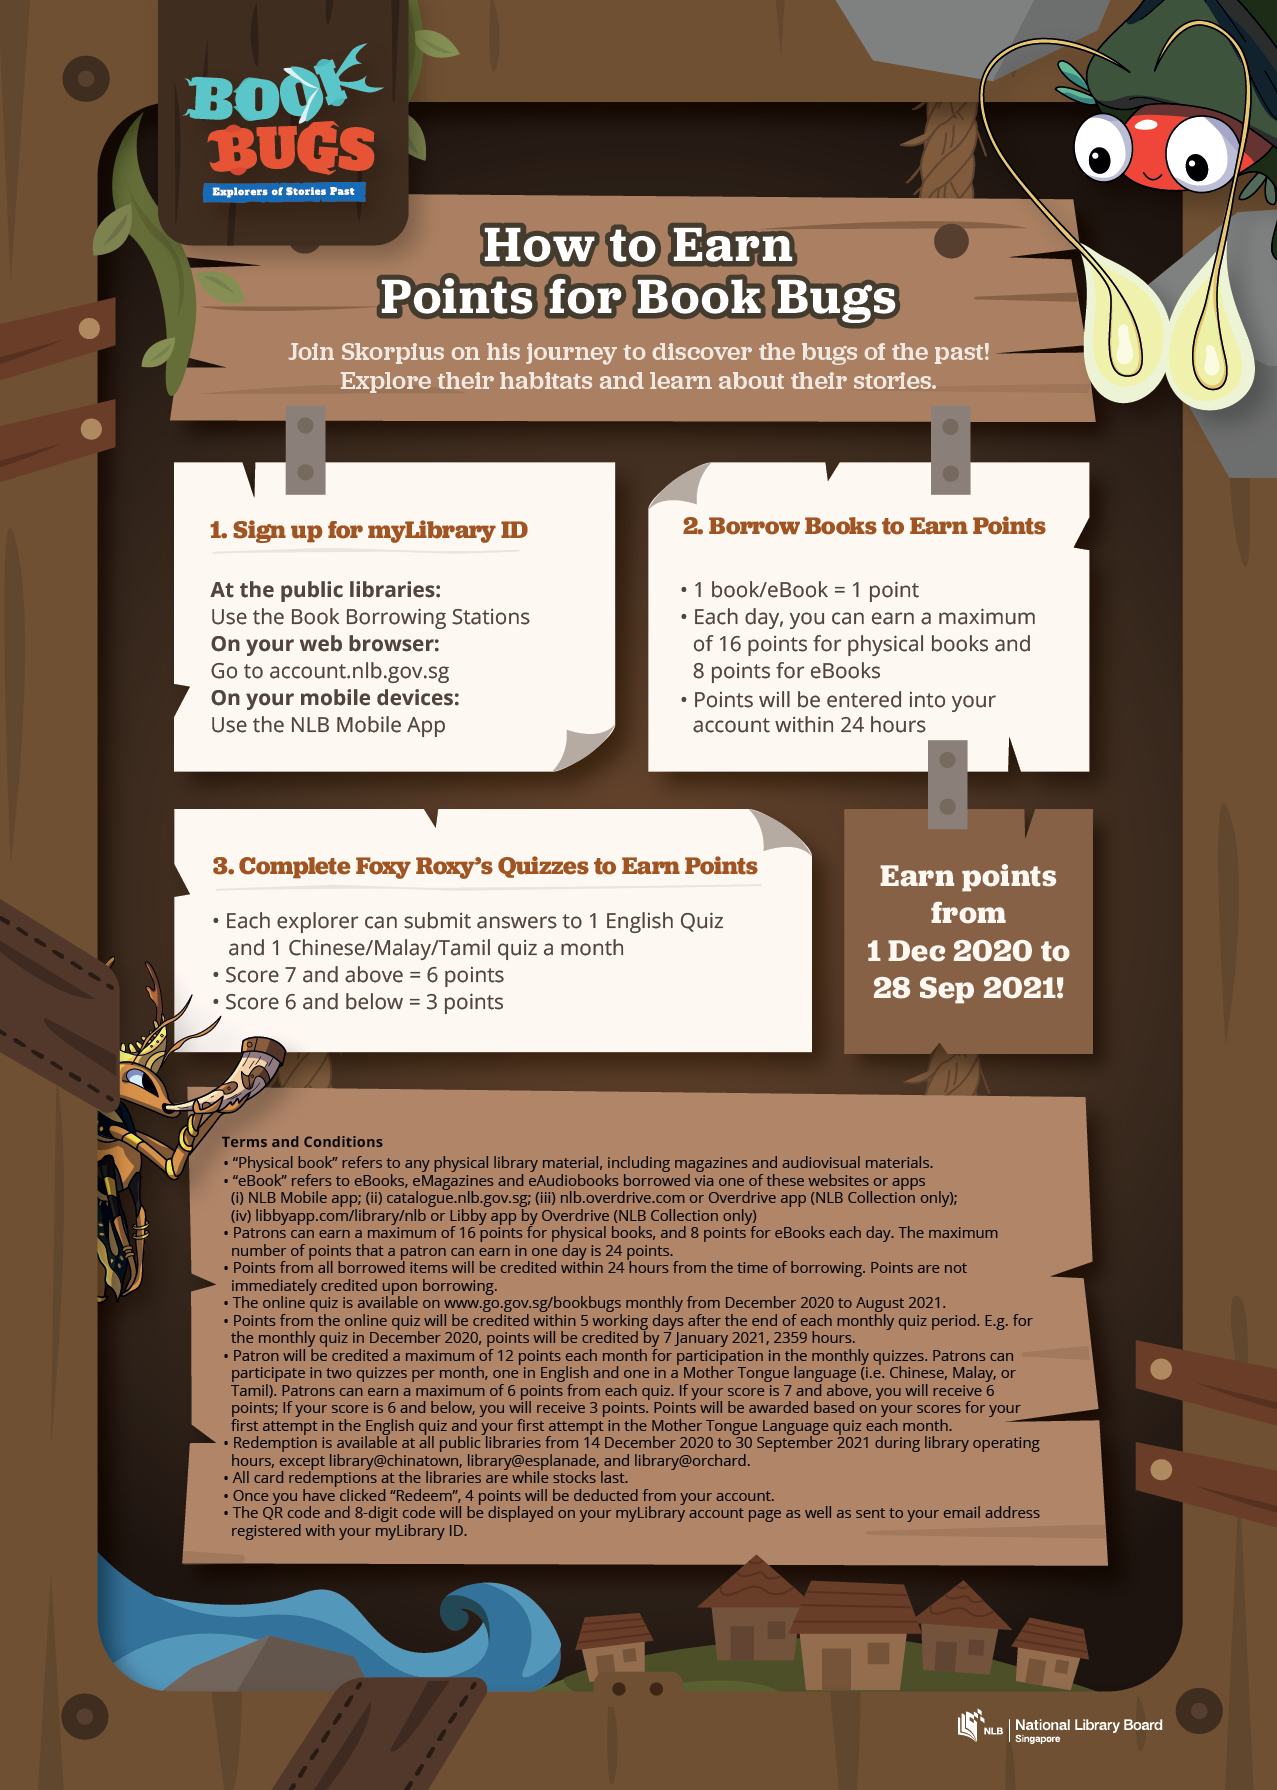 BOOK
BUGS
Explorers of Stories Past
How to Earn
Points for Book Bugs
Join Skorpius on his journey to discover the bugs of the past!
Explore their habitats and learn about their stories.
1. Sign up for myLibrary ID
At the public libraries:
Use the Book Borrowing Stations
On your web browser:
Go to account.nlb.gov.sg
On your mobile devices:
Use the NLB Mobile App
2. Borrow Books to Earn Points
• 1 book/eBook = 1 point
• Each day, you can earn a maximum
of 16 points for physical books and
8 points for eBooks
• Points will be entered into your
account within 24 hours
3. Complete Foxy Roxy’s Quizzes to Earn Points
• Each explorer can submit answers to 1 English Quiz
and 1 Chinese/Malay/Tamil quiz a month
• Score 7 and above = 6 points
• Score 6 and below = 3 points
Earn points
from
1 Dec 2020 to
28 Sep 2021!
Terms and Conditions
• “Physical book” refers to any physical library material, including magazines and audiovisual materials.
• “eBook” refers to eBooks, eMagazines and eAudiobooks borrowed via one of these websites or apps
(i) NLB Mobile app; (ii) catalogue.nlb.gov.sg; (iii) nlb.overdrive.com or Overdrive app (NLB Collection only);
(iv) libbyapp.com/library/nlb or Libby app by Overdrive (NLB Collection only)
• Patrons can earn a maximum of 16 points for physical books, and 8 points for eBooks each day. The maximum
number of points that a patron can earn in one day is 24 points.
• Points from all borrowed items will be credited within 24 hours from the time of borrowing. Points are not
immediately credited upon borrowing.
• The online quiz is available on www.go.gov.sg/bookbugs monthly from December 2020 to August 2021.
• Points from the online quiz will be credited within 5 working days after the end of each monthly quiz period. E.g. for
the monthly quiz in December 2020, points will be credited by 7 January 2021, 2359 hours.
• Patron will be credited a maximum of 12 points each month for participation in the monthly quizzes. Patrons can
participate in two quizzes per month, one in English and one in a Mother Tongue language (i.e. Chinese, Malay, or
Tamil). Patrons can earn a maximum of 6 points from each quiz. If your score is 7 and above, you will receive 6
points; If your score is 6 and below, you will receive 3 points. Points will be awarded based on your scores for your
first attempt in the English quiz and your first attempt in the Mother Tongue Language quiz each month.
• Redemption is available at all public libraries from 14 December 2020 to 30 September 2021 during library operating
hours, except library@chinatown, library@esplanade, and library@orchard.
• All card redemptions at the libraries are while stocks last.
• Once you have clicked “Redeem”, 4 points will be deducted from your account.
• The QR code and 8-digit code will be displayed on your myLibrary account page as well as sent to your email address
registered with your myLibrary ID.
NLB
National Library Board
Singapore